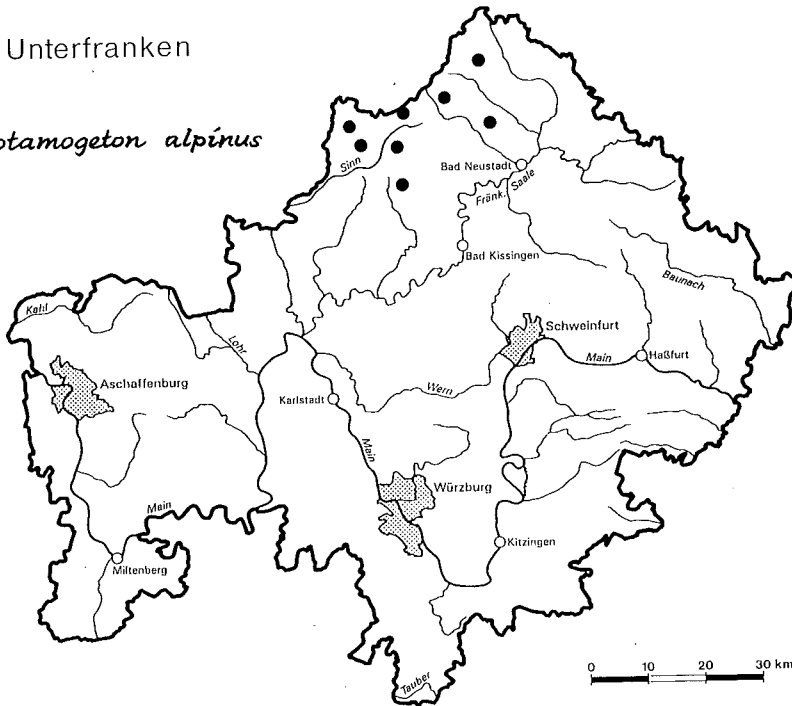 Unterfranken
otamogeton alpinus
Sinn
Bad Neustadt
Fränk. Saale
Bad Kissingen
Baunach
Kahl
Lohr
Schweinfurt
Main
Haßfurt
Aschaffenburg
Karlstadt
Wern
Main
Würzburg
Main
Kitzingen
Miltenberg
Tauber
0 10 20 30 km